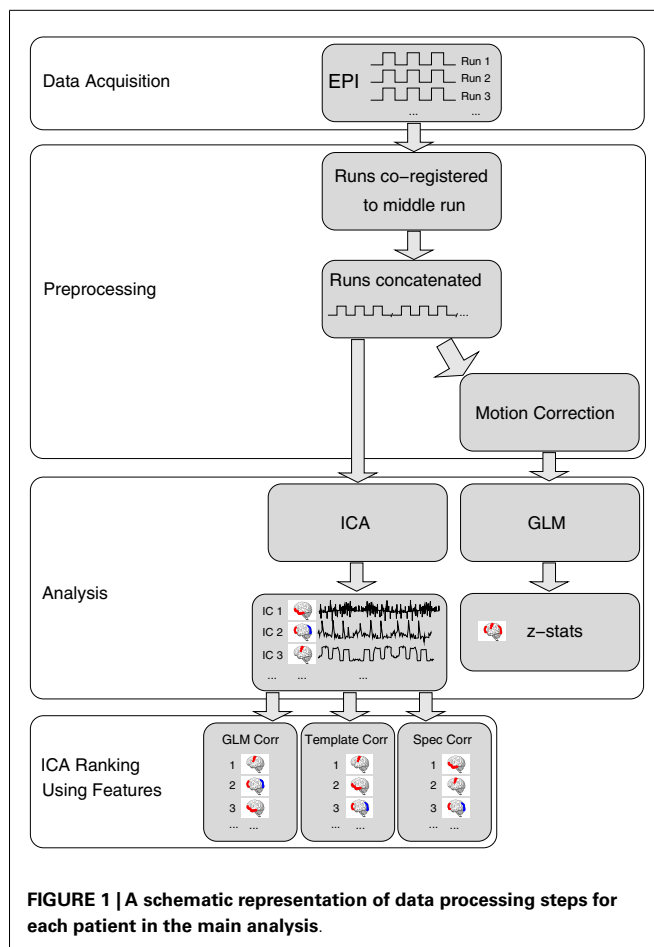 Data Acquisition
EPI
Run 1
Run 2
Run 3
... ...
Preprocessing
Runs co−registered
to middle run
Runs concatenated
...
Motion Correction
Analysis
ICA
GLM
IC 1
IC 2
IC 3
... ... ...
z−stats
ICA Ranking
Using Features
GLM Corr
1
2
3
... ...
Template Corr
1
2
3
... ...
Spec Corr
1
2
3
... ...
FIGURE 1 | A schematic representation of data processing steps for
each patient in the main analysis.